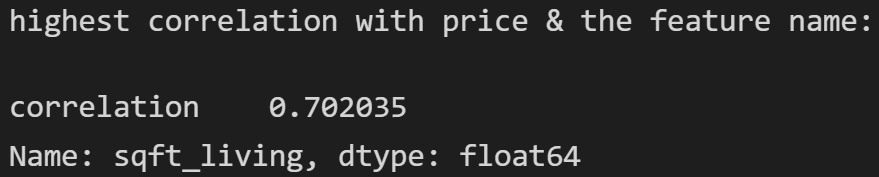 highest correlation with price & the feature name:
correlation    0.702035
Name: sqft_living, dtype: float64